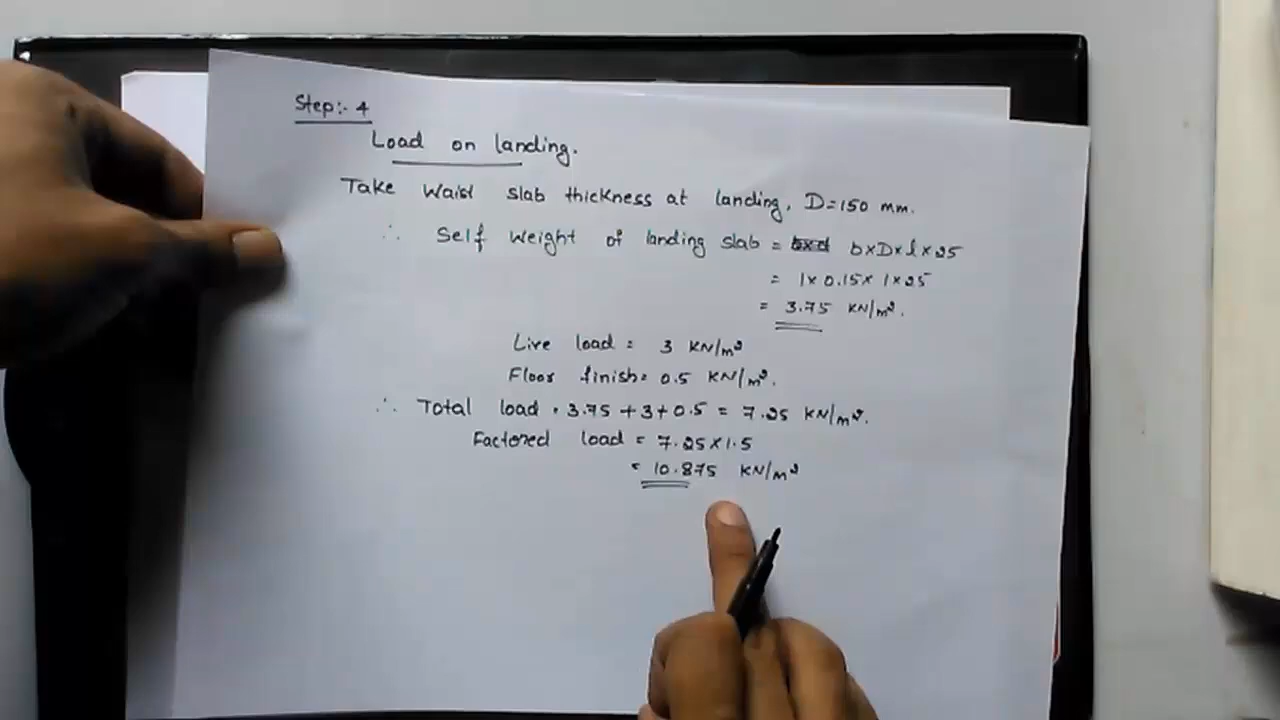 Step:- 4
Load on landing.
Take Waist slab thickness at landing, D=150 mm.
∴ Self Weight of landing slab = b×D×l×25
= 1×0.15×1×25
= 3.75 KN/m².
Live load = 3 KN/m²
Floor finish= 0.5 KN/m².
∴ Total load = 3.75+3+0.5 = 7.25 KN/m².
Factored load = 7.25×1.5
= 10.875 KN/m²